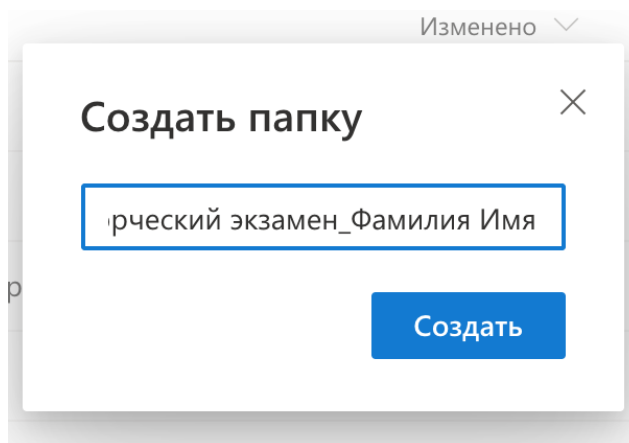 Изменено
Создать папку
рческий экзамен_Фамилия Имя
Создать